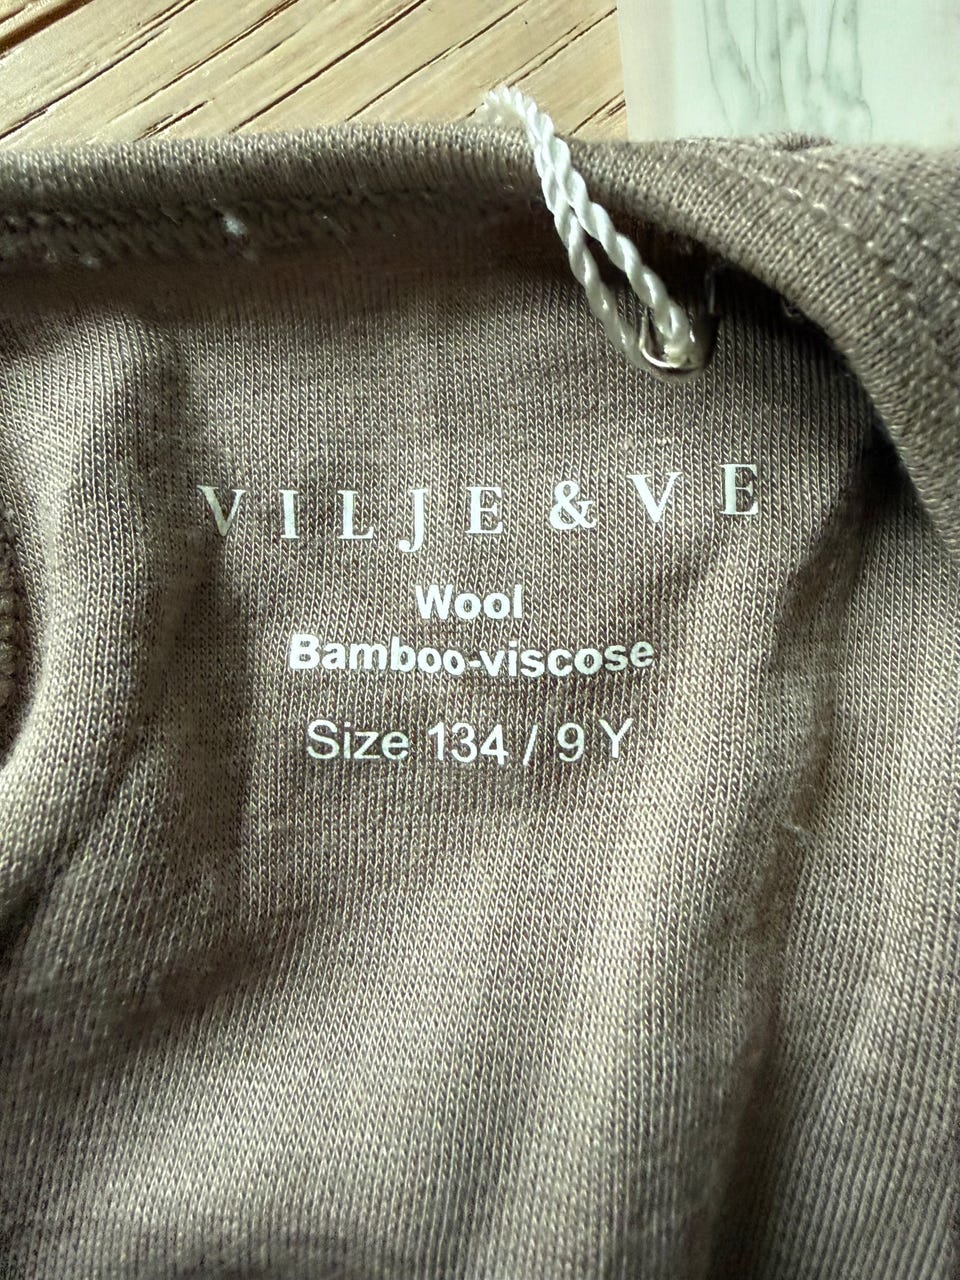 VILJE & VE
Wool
Bamboo-viscose
Size 134 / 9 Y